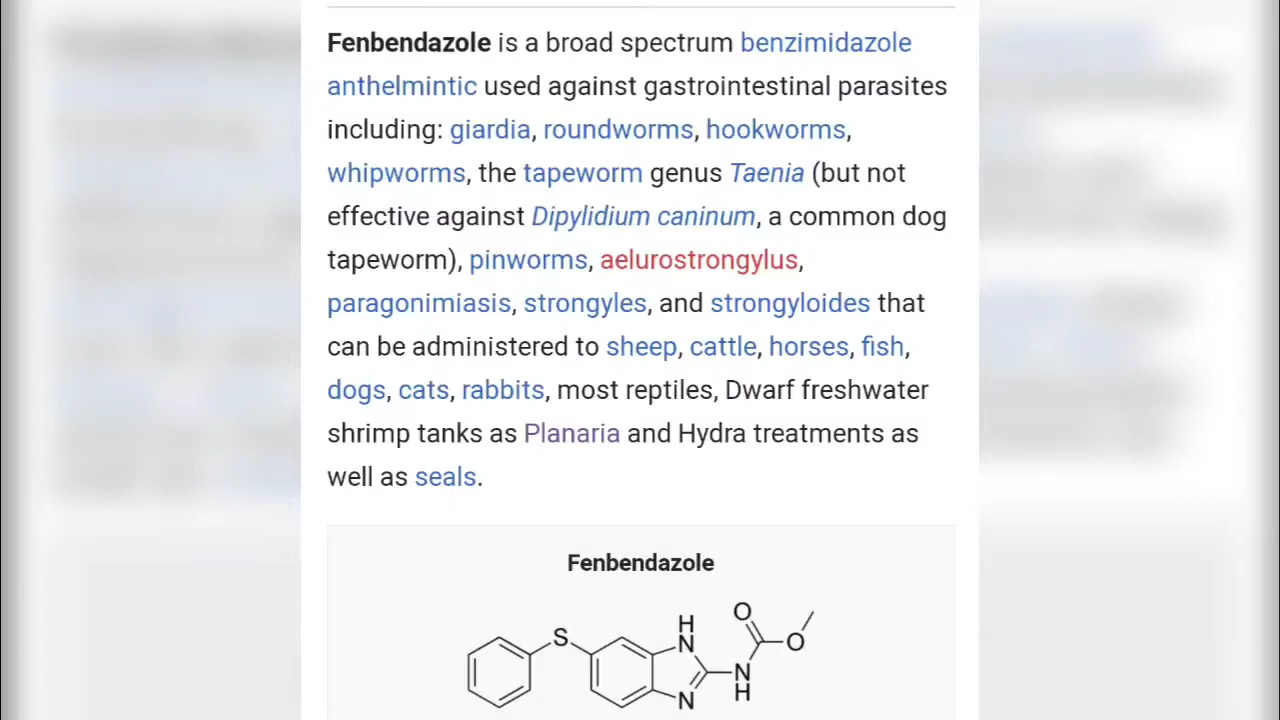 Fenbendazole is a broad spectrum benzimidazole
anthelmintic used against gastrointestinal parasites
including: giardia, roundworms, hookworms,
whipworms, the tapeworm genus Taenia (but not
effective against Dipylidium caninum, a common dog
tapeworm), pinworms, aelurostrongylus,
paragonimiasis, strongyles, and strongyloides that
can be administered to sheep, cattle, horses, fish,
dogs, cats, rabbits, most reptiles, Dwarf freshwater
shrimp tanks as Planaria and Hydra treatments as
well as seals.
Fenbendazole
S
H
N
N
N
H
O
O